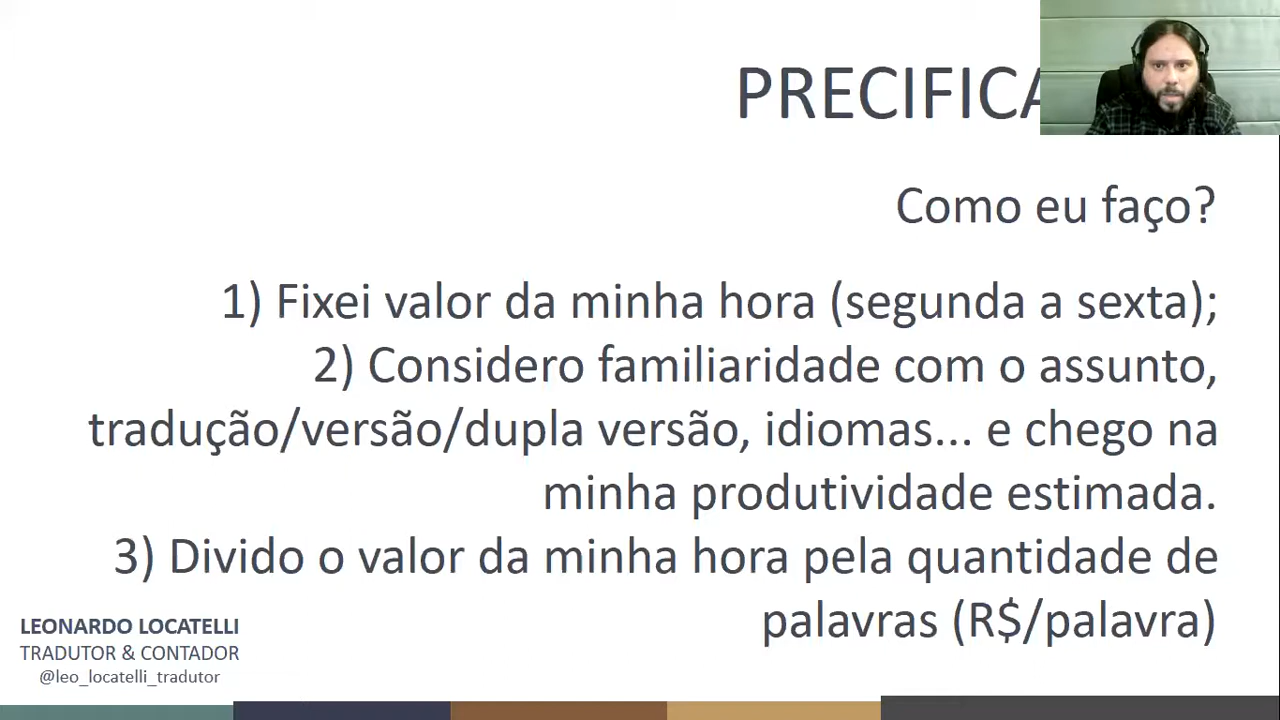 PRECIFICA
Como eu faço?
1) Fixei valor da minha hora (segunda a sexta);
2) Considero familiaridade com o assunto,
tradução/versão/dupla versão, idiomas... e chego na
minha produtividade estimada.
3) Divido o valor da minha hora pela quantidade de
palavras (R$/palavra)
LEONARDO LOCATELLI
TRADUTOR & CONTADOR
@leo_locatelli_tradutor